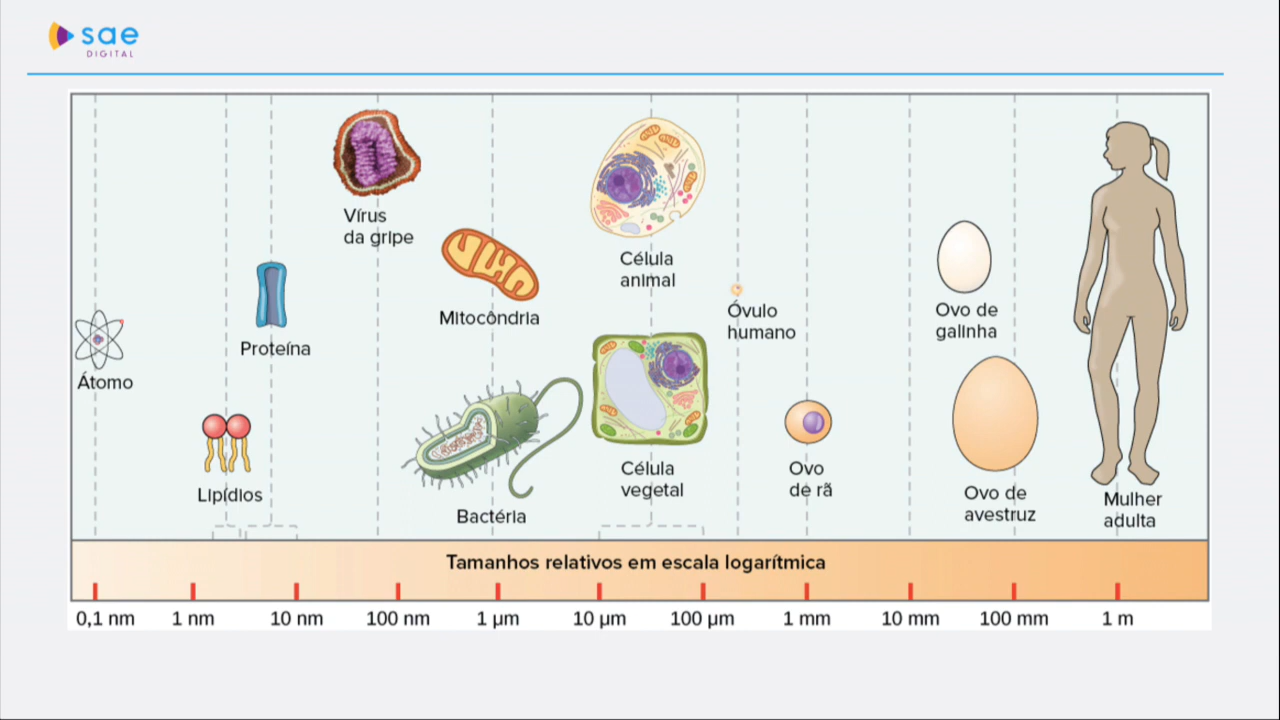 sae
DIGITAL
Vírus
da gripe
Célula
animal
Mitocôndria
Óvulo
humano
Ovo de
galinha
Proteína
Átomo
Lipídios
Bactéria
Célula
vegetal
Ovo
de rã
Ovo de
avestruz
Mulher
adulta
Tamanhos relativos em escala logarítmica
0,1 nm 1 nm 10 nm 100 nm 1 µm 10 µm 100 µm 1 mm 10 mm 100 mm 1 m